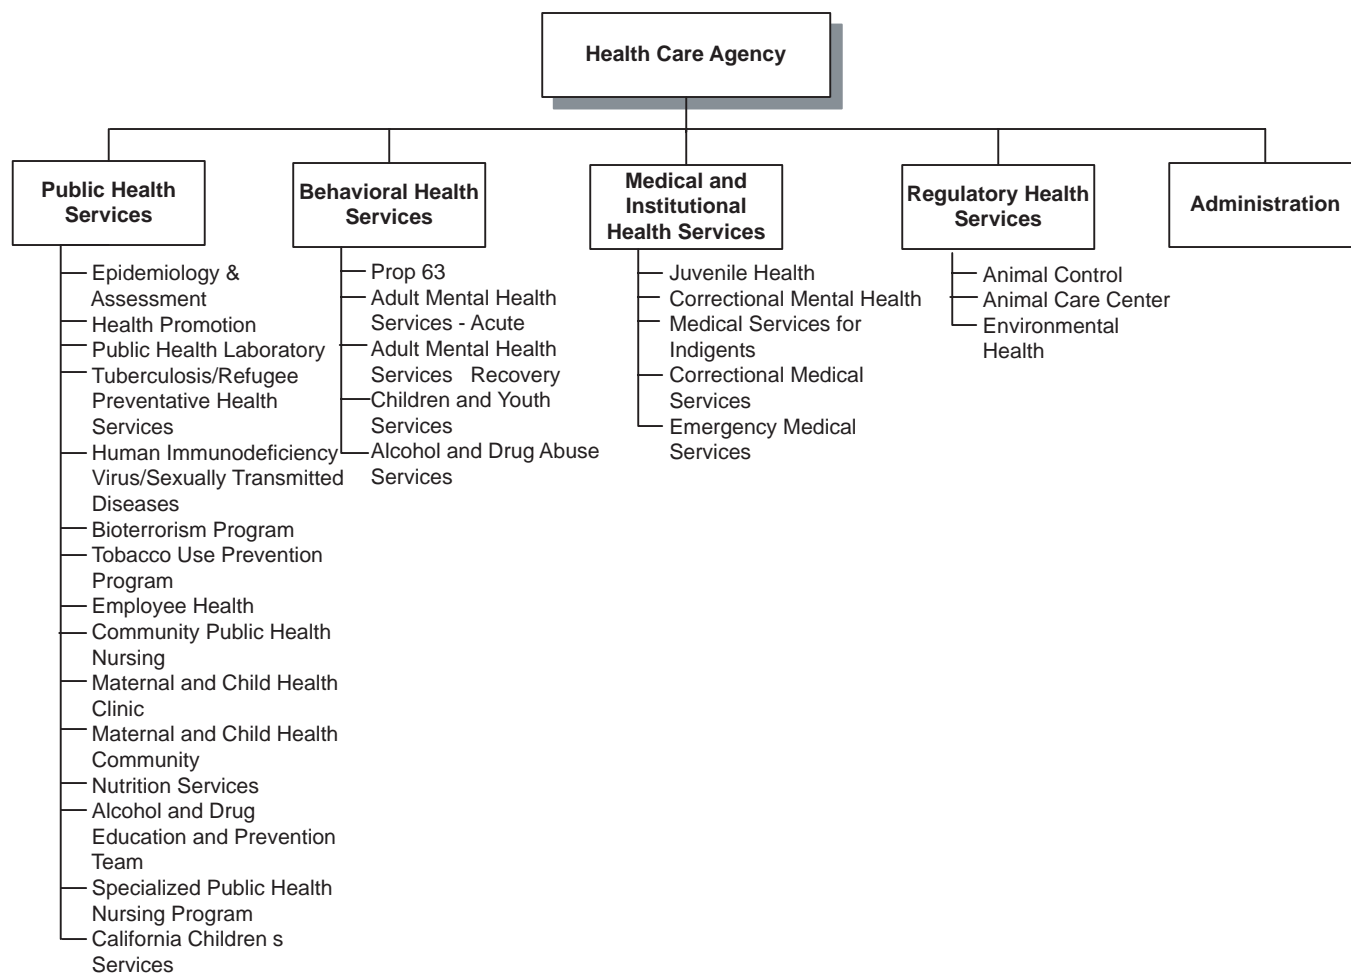 Health Care Agency
Public Health
Services
Behavioral Health
Services
Medical and
Institutional
Health Services
Regulatory Health
Services
Administration
Epidemiology &
Assessment
Health Promotion
Public Health Laboratory
Tuberculosis/Refugee
Preventative Health
Services
Human Immunodeficiency
Virus/Sexually Transmitted
Diseases
Bioterrorism Program
Tobacco Use Prevention
Program
Employee Health
Community Public Health
Nursing
Maternal and Child Health
Clinic
Maternal and Child Health
Community
Nutrition Services
Alcohol and Drug
Education and Prevention
Team
Specialized Public Health
Nursing Program
California Children s
Services
Prop 63
Adult Mental Health
Services - Acute
Adult Mental Health
Services   Recovery
Children and Youth
Services
Alcohol and Drug Abuse
Services
Juvenile Health
Correctional Mental Health
Medical Services for
Indigents
Correctional Medical
Services
Emergency Medical
Services
Animal Control
Animal Care Center
Environmental
Health